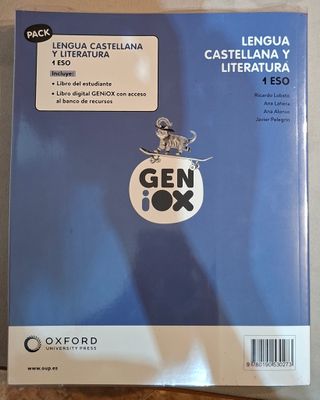 PACK
LENGUA CASTELLANA
Y LITERATURA
1 ESO
Incluye:
• Libro del estudiante
• Libro digital GENiOX con acceso
al banco de recursos
LENGUA
CASTELLANA Y
LITERATURA
1 ESO
Ricardo Lobato
Ana Lahera
Ana Alonso
Javier Pelegrín
GEN
iOX
OXFORD
UNIVERSITY PRESS
www.oup.es
9780190530273